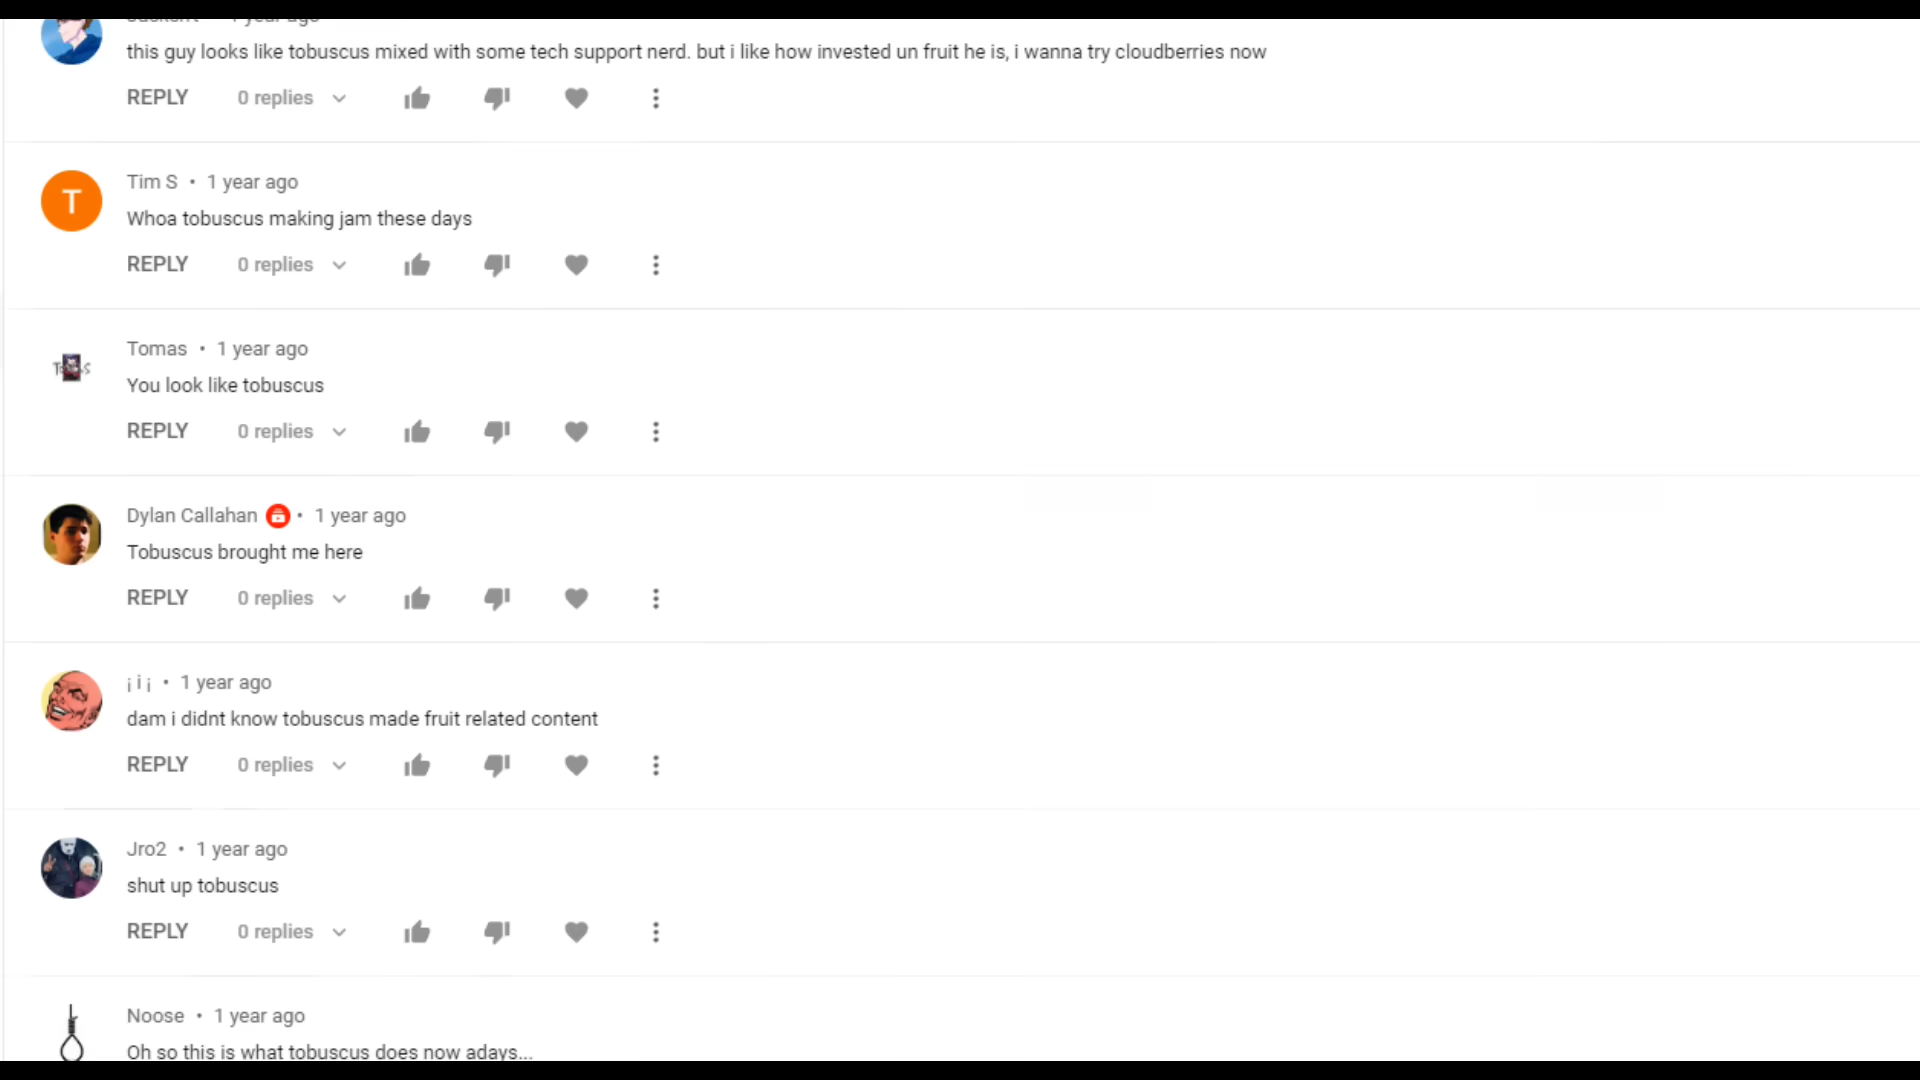 1 year ago
this guy looks like tobuscus mixed with some tech support nerd. but i like how invested un fruit he is, i wanna try cloudberries now
REPLY 0 replies
T
Tim S • 1 year ago
Whoa tobuscus making jam these days
REPLY 0 replies
Tomas • 1 year ago
You look like tobuscus
REPLY 0 replies
Dylan Callahan • 1 year ago
Tobuscus brought me here
REPLY 0 replies
¡ i ¡ • 1 year ago
dam i didnt know tobuscus made fruit related content
REPLY 0 replies
Jro2 • 1 year ago
shut up tobuscus
REPLY 0 replies
Noose • 1 year ago
Oh so this is what tobuscus does now adays...